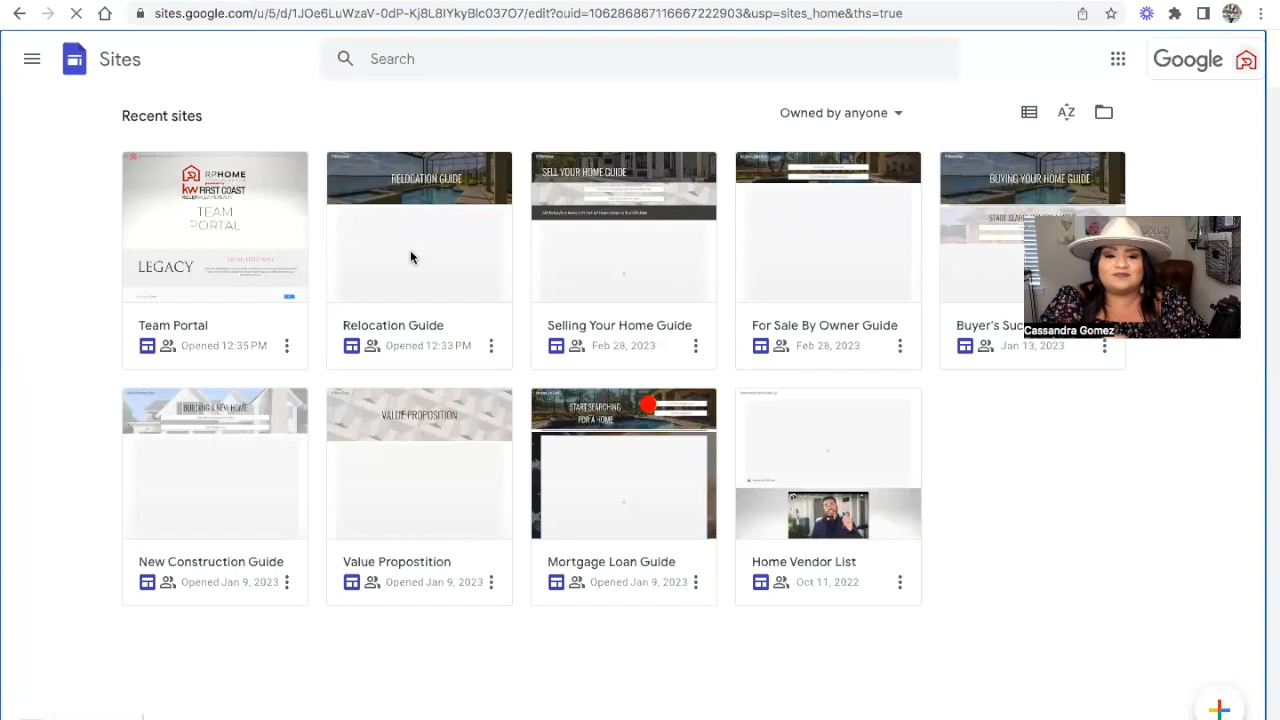 sites.google.com/u/5/d/1JOe6LuWzaV-0dP-Kj8L8IYkyBlc037O7/edit?ouid=106286867116667222903&usp=sites_home&ths=true
Sites
Search
Google
Recent sites
Owned by anyone
RPHOME
KW FIRST COAST
TEAM
PORTAL
LEGACY
RELOCATION GUIDE
SELL YOUR HOME GUIDE
BUYING YOUR HOME GUIDE
Team Portal
Opened 12:35 PM
Relocation Guide
Opened 12:33 PM
Selling Your Home Guide
Feb 28, 2023
For Sale By Owner Guide
Feb 28, 2023
Buyer's Suc
Jan 13, 2023
Cassandra Gomez
BUILDING A NEW HOME
VALUE PROPOSITION
START SEARCHING
FOR A HOME
New Construction Guide
Opened Jan 9, 2023
Value Propostition
Opened Jan 9, 2023
Mortgage Loan Guide
Opened Jan 9, 2023
Home Vendor List
Oct 11, 2022